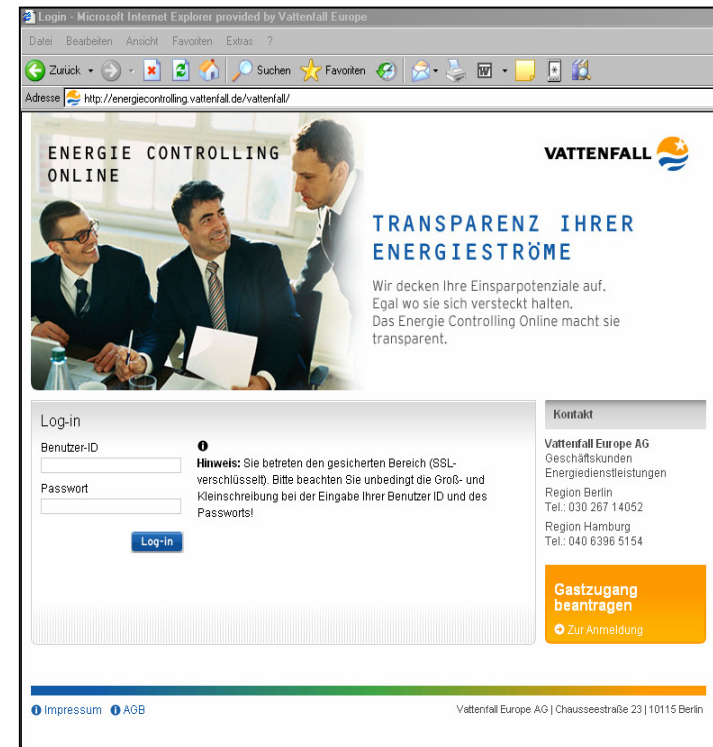 Login - Microsoft Internet Explorer provided by Vattenfall Europe
Datei Bearbeiten Ansicht Favoriten Extras ?
Zurück Suchen Favoriten
Adresse http://energiecontrolling.vattenfall.de/vattenfall/
ENERGIE CONTROLLING
ONLINE
VATTENFALL
TRANSPARENZ IHRER
ENERGIESTRÖME
Wir decken Ihre Einsparpotenziale auf.
Egal wo sie sich versteckt halten.
Das Energie Controlling Online macht sie
transparent.
Log-in
Benutzer-ID
Passwort
Log-in
Hinweis: Sie betreten den gesicherten Bereich (SSL-
verschlüsselt). Bitte beachten Sie unbedingt die Groß- und
Kleinschreibung bei der Eingabe Ihrer Benutzer ID und des
Passworts!
Kontakt
Vattenfall Europe AG
Geschäftskunden
Energiedienstleistungen
Region Berlin
Tel.: 030 267 14052
Region Hamburg
Tel.: 040 6396 5154
Gastzugang
beantragen
Zur Anmeldung
Impressum AGB
Vattenfall Europe AG | Chausseestraße 23 | 10115 Berlin